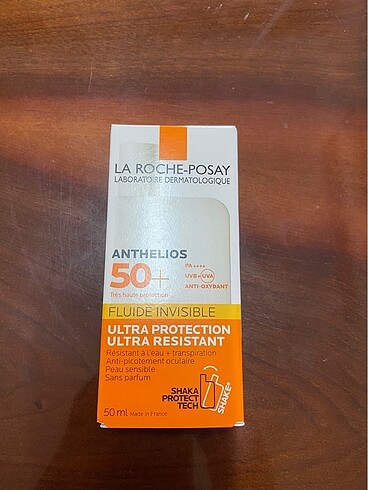 LA ROCHE-POSAY
LABORATOIRE DERMATOLOGIQUE
ANTHELIOS
50+
Très haute protection
PA ++++
UVB + UVA
ANTI-OXYDANT
FLUIDE INVISIBLE
ULTRA PROTECTION
ULTRA RESISTANT
Résistant à l'eau + transpiration
Anti-picotement oculaire
Peau sensible
Sans parfum
SHAKA
PROTECT
TECH
SHAKE*
50 ml Made in France